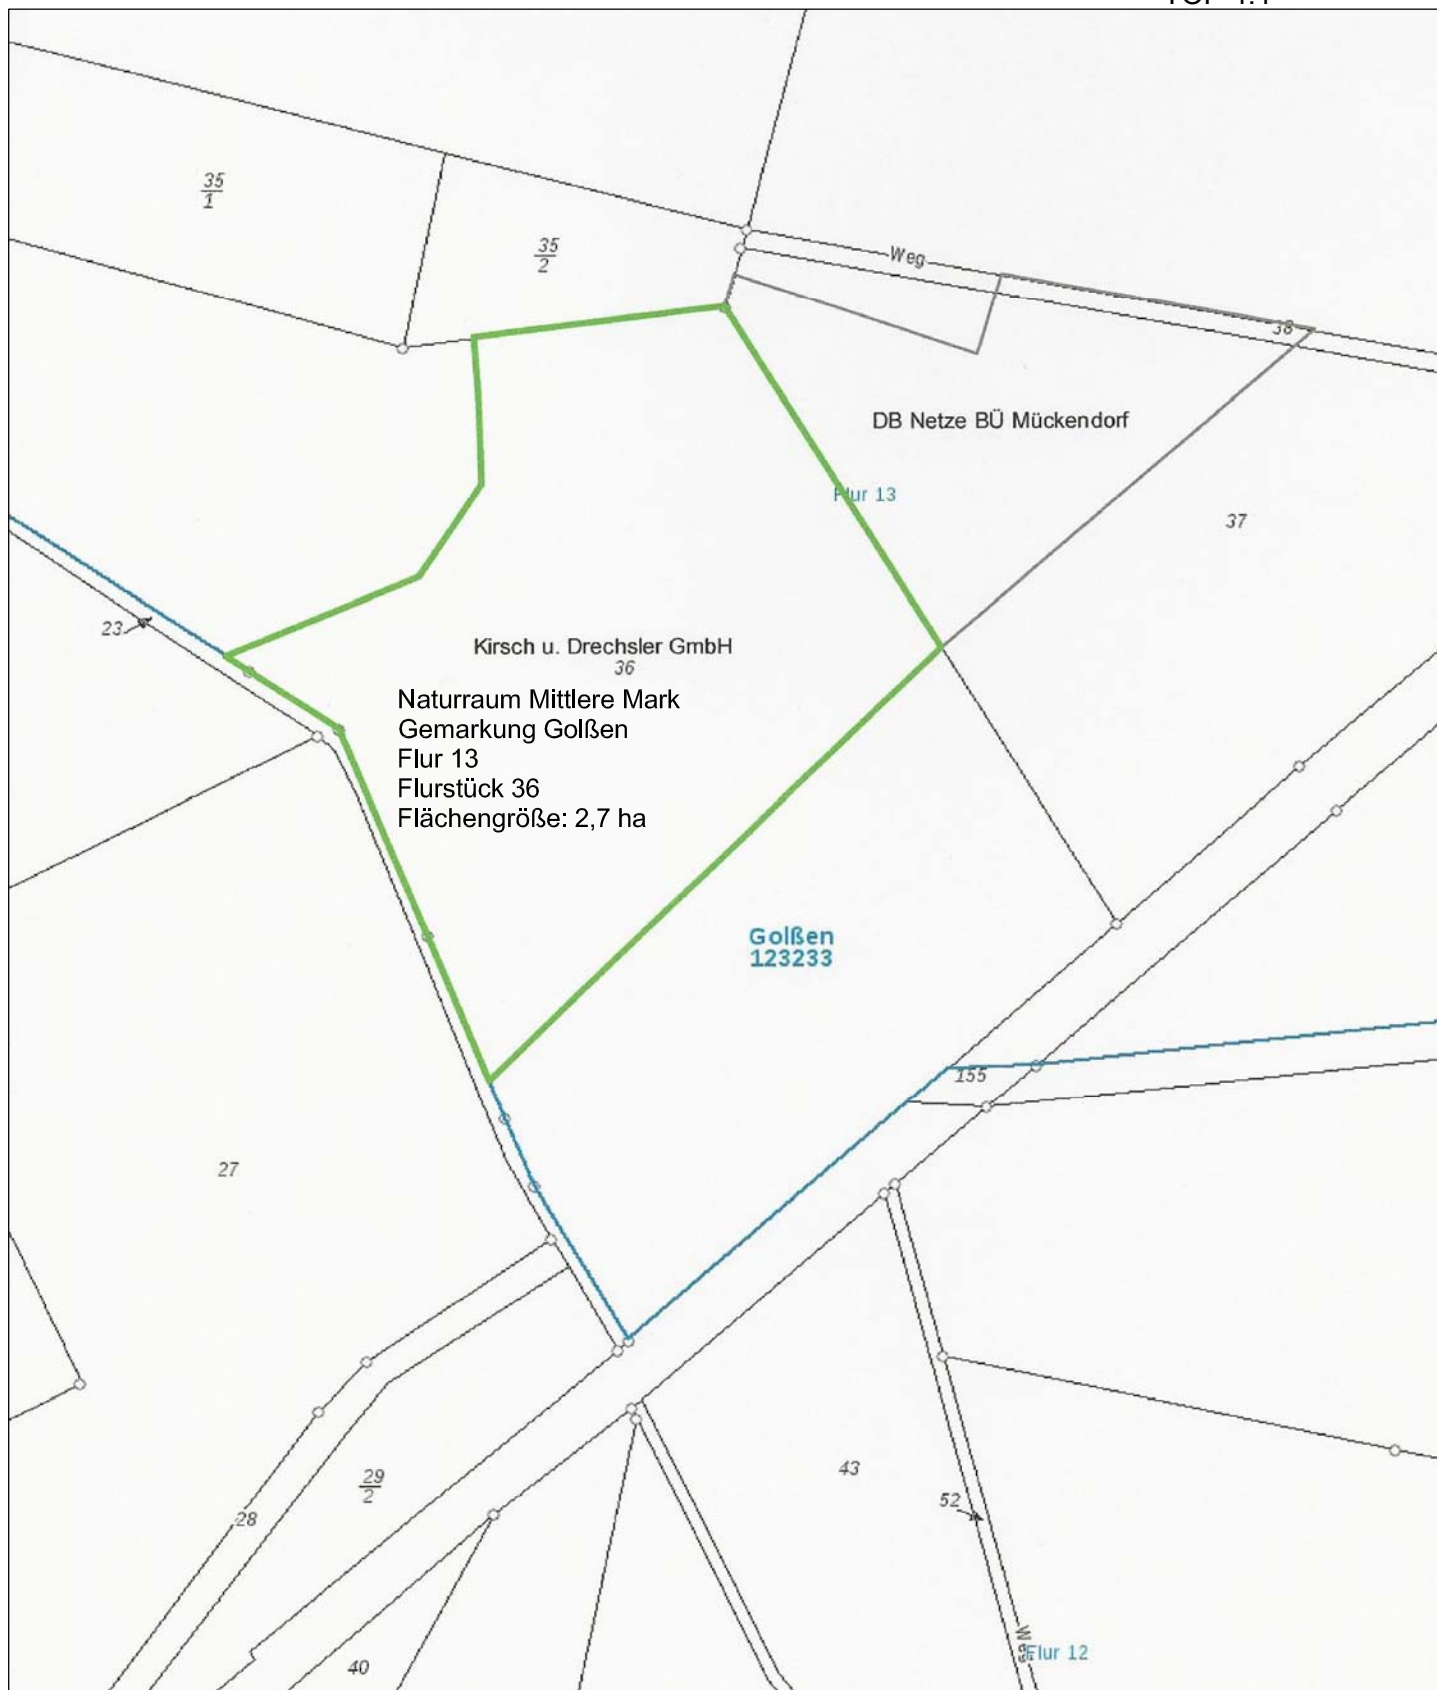 35
1
35
2
Weg
38
DB Netze BÜ Mückendorf
Flur 13
37
23
Kirsch u. Drechsler GmbH
36
Naturraum Mittlere Mark
Gemarkung Golßen
Flur 13
Flurstück 36
Flächengröße: 2,7 ha
Golßen
123233
155
27
29
2
43
52
28
Weg
Flur 12
40